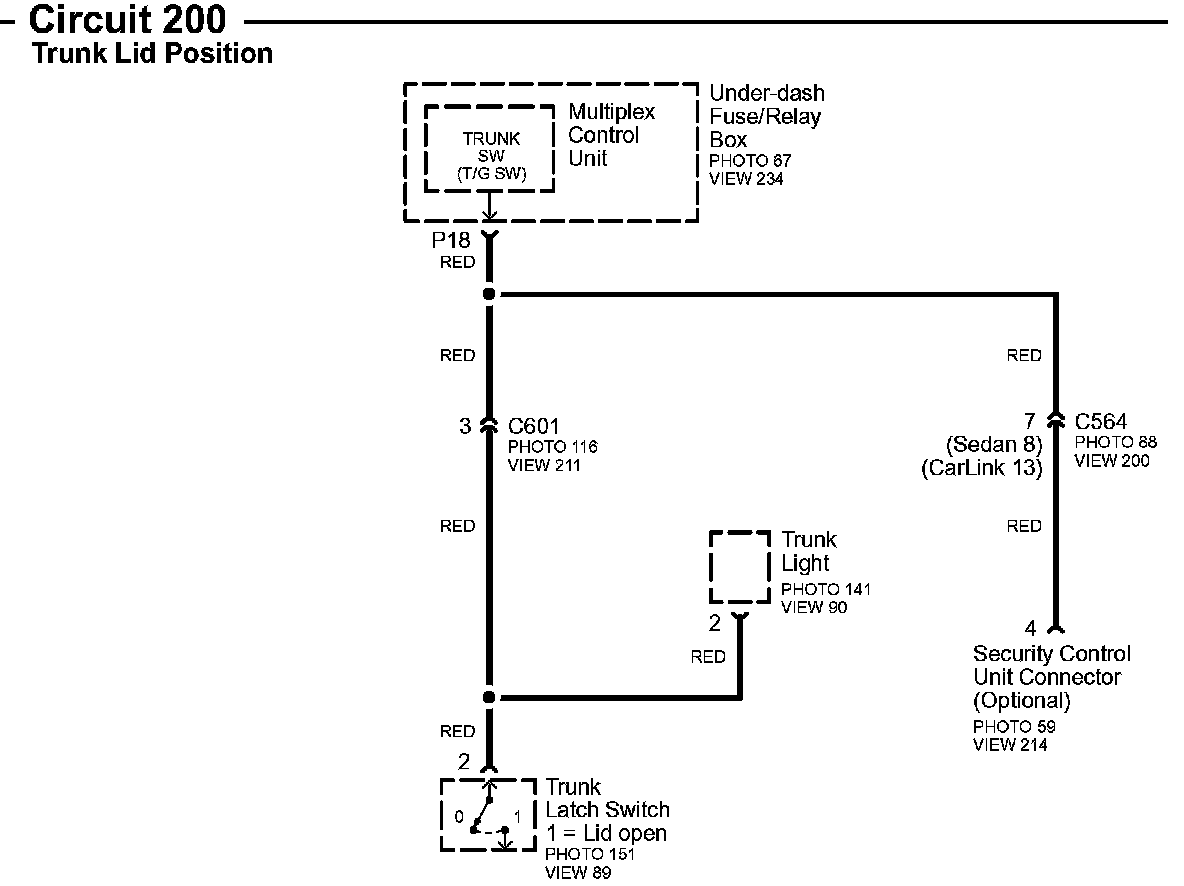 Circuit 200
Trunk Lid Position
Under-dash
Fuse/Relay
Box
PHOTO 67
VIEW 234
Multiplex
Control
Unit
TRUNK
SW
(T/G SW)
P18
RED
RED
RED
3
C601
PHOTO 116
VIEW 211
7
(Sedan 8)
(CarLink 13)
C564
PHOTO 88
VIEW 200
RED
RED
Trunk
Light
PHOTO 141
VIEW 90
2
RED
4
Security Control
Unit Connector
(Optional)
PHOTO 59
VIEW 214
RED
2
0
1
Trunk
Latch Switch
1 = Lid open
PHOTO 151
VIEW 89